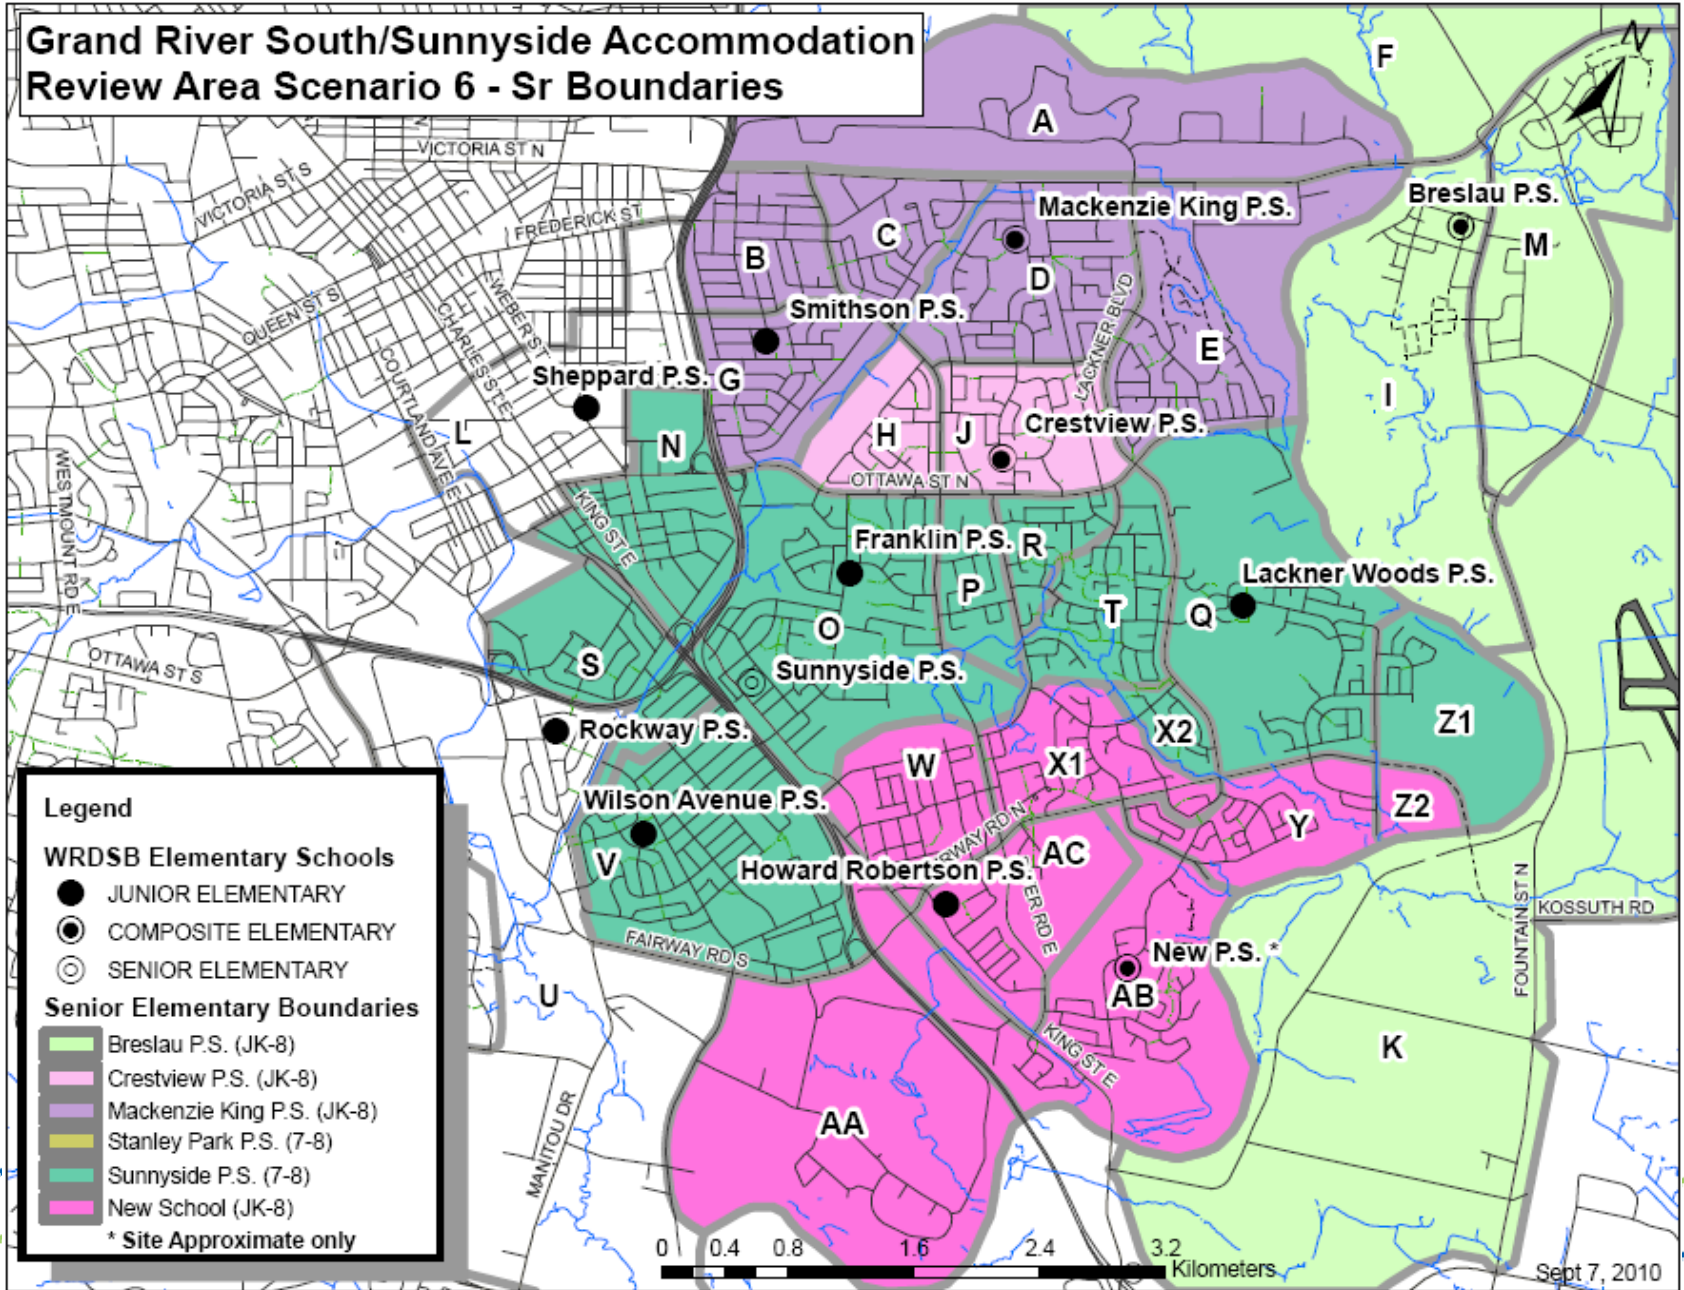 Grand River South/Sunnyside Accommodation
Review Area Scenario 6 - Sr Boundaries
N
F
A
VICTORIA ST N
VICTORIA ST S
FREDERICK ST
Mackenzie King P.S.
Breslau P.S.
B
C
D
M
QUEEN ST S
WEBER ST
CHARLES ST E
COURTLAND AVE E
LACKNER BLVD
Smithson P.S.
E
Sheppard P.S.
G
I
L
N
H
J
Crestview P.S.
OTTAWA ST N
WESTMOUNT RD E
KING ST E
Franklin P.S.
R
P
Lackner Woods P.S.
T
Q
O
OTTAWA ST S
S
Sunnyside P.S.
Rockway P.S.
X2
Z1
W
X1
Wilson Avenue P.S.
Z2
Y
V
AC
Howard Robertson P.S.
FAIRWAY RD S
KOSSUTH RD
FOUNTAIN ST N
New P.S. *
AB
U
KING ST E
K
MANITOU DR
AA
Legend
WRDSB Elementary Schools
JUNIOR ELEMENTARY
COMPOSITE ELEMENTARY
SENIOR ELEMENTARY
Senior Elementary Boundaries
Breslau P.S. (JK-8)
Crestview P.S. (JK-8)
Mackenzie King P.S. (JK-8)
Stanley Park P.S. (7-8)
Sunnyside P.S. (7-8)
New School (JK-8)
* Site Approximate only
0 0.4 0.8 1.6 2.4 3.2
Kilometers
Sept 7, 2010